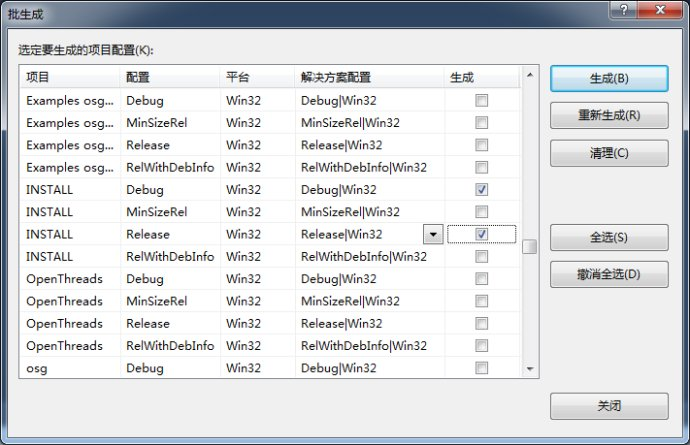 批生成
选定要生成的项目配置(K):
项目 配置 平台 解决方案配置 生成
Examples osg... Debug Win32 Debug|Win32
Examples osg... MinSizeRel Win32 MinSizeRel|Win32
Examples osg... Release Win32 Release|Win32
Examples osg... RelWithDebInfo Win32 RelWithDebInfo|Win32
INSTALL Debug Win32 Debug|Win32
INSTALL MinSizeRel Win32 MinSizeRel|Win32
INSTALL Release Win32 Release|Win32
INSTALL RelWithDebInfo Win32 RelWithDebInfo|Win32
OpenThreads Debug Win32 Debug|Win32
OpenThreads MinSizeRel Win32 MinSizeRel|Win32
OpenThreads Release Win32 Release|Win32
OpenThreads RelWithDebInfo Win32 RelWithDebInfo|Win32
osg Debug Win32 Debug|Win32
生成(B)
重新生成(R)
清理(C)
全选(S)
撤消全选(D)
关闭